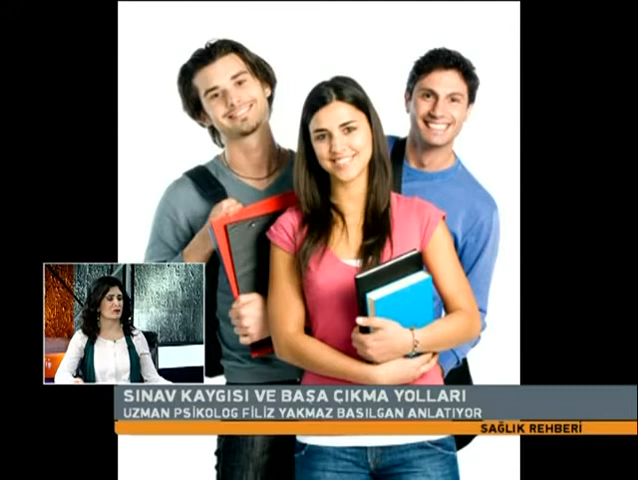 SINAV KAYGISI VE BAŞA ÇIKMA YOLLARI
UZMAN PSİKOLOG FİLİZ YAKMAZ BASILGAN ANLATIYOR
SAĞLIK REHBERİ